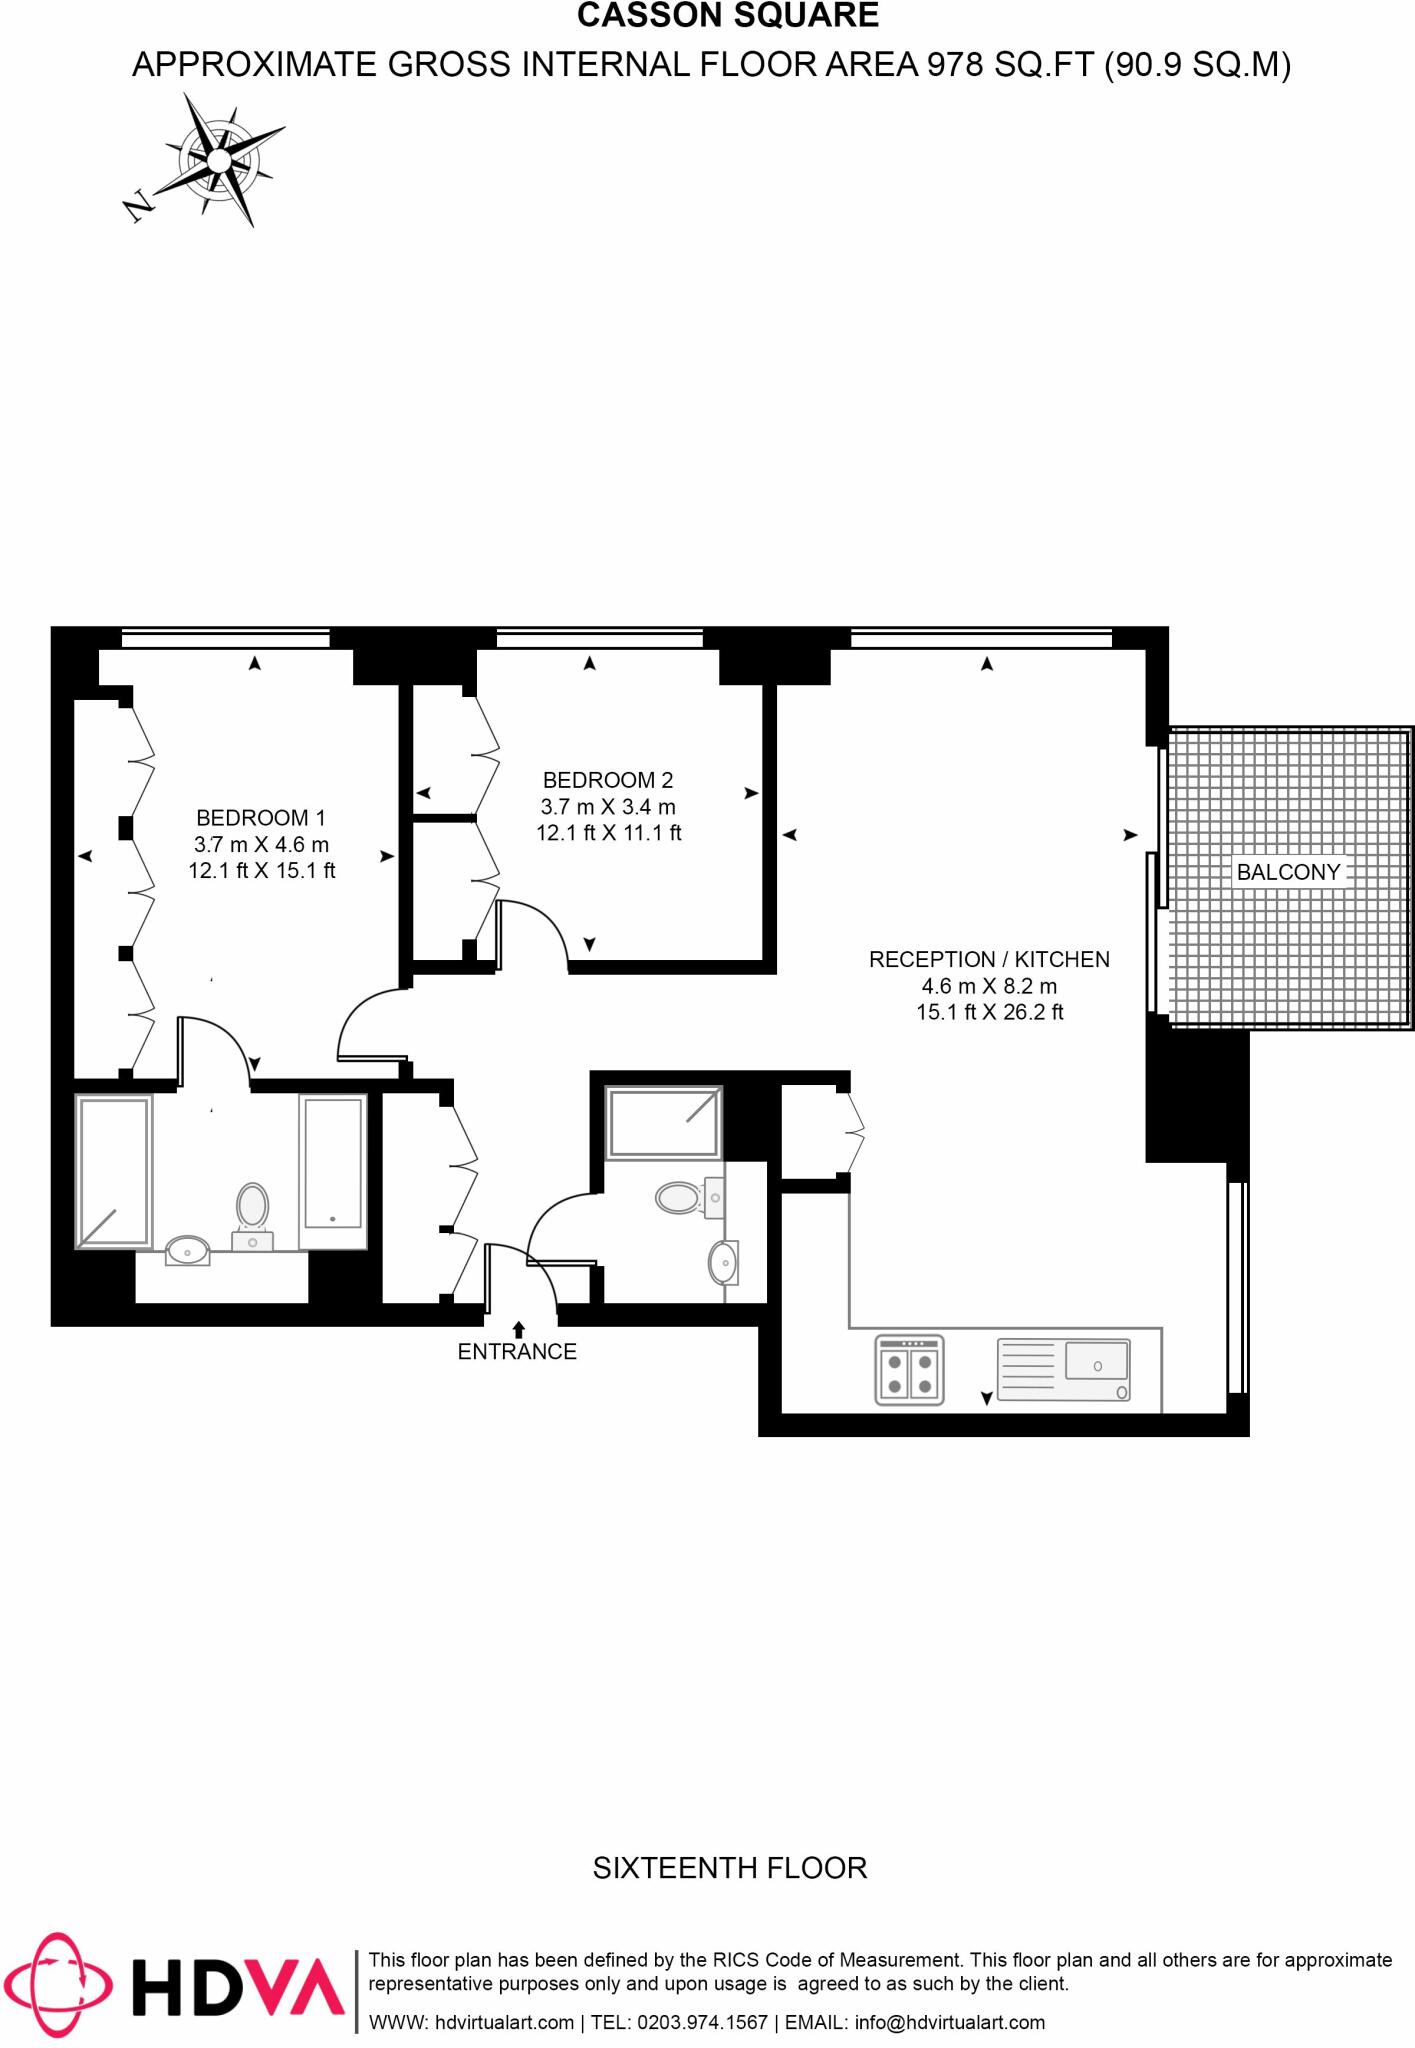 CASSON SQUARE
APPROXIMATE GROSS INTERNAL FLOOR AREA 978 SQ.FT (90.9 SQ.M)
N
BEDROOM 1
3.7 m X 4.6 m
12.1 ft X 15.1 ft
BEDROOM 2
3.7 m X 3.4 m
12.1 ft X 11.1 ft
BALCONY
RECEPTION / KITCHEN
4.6 m X 8.2 m
15.1 ft X 26.2 ft
ENTRANCE
SIXTEENTH FLOOR
HDVA
This floor plan has been defined by the RICS Code of Measurement. This floor plan and all others are for approximate
representative purposes only and upon usage is agreed to as such by the client.
WWW: hdvirtualart.com | TEL: 0203.974.1567 | EMAIL: info@hdvirtualart.com